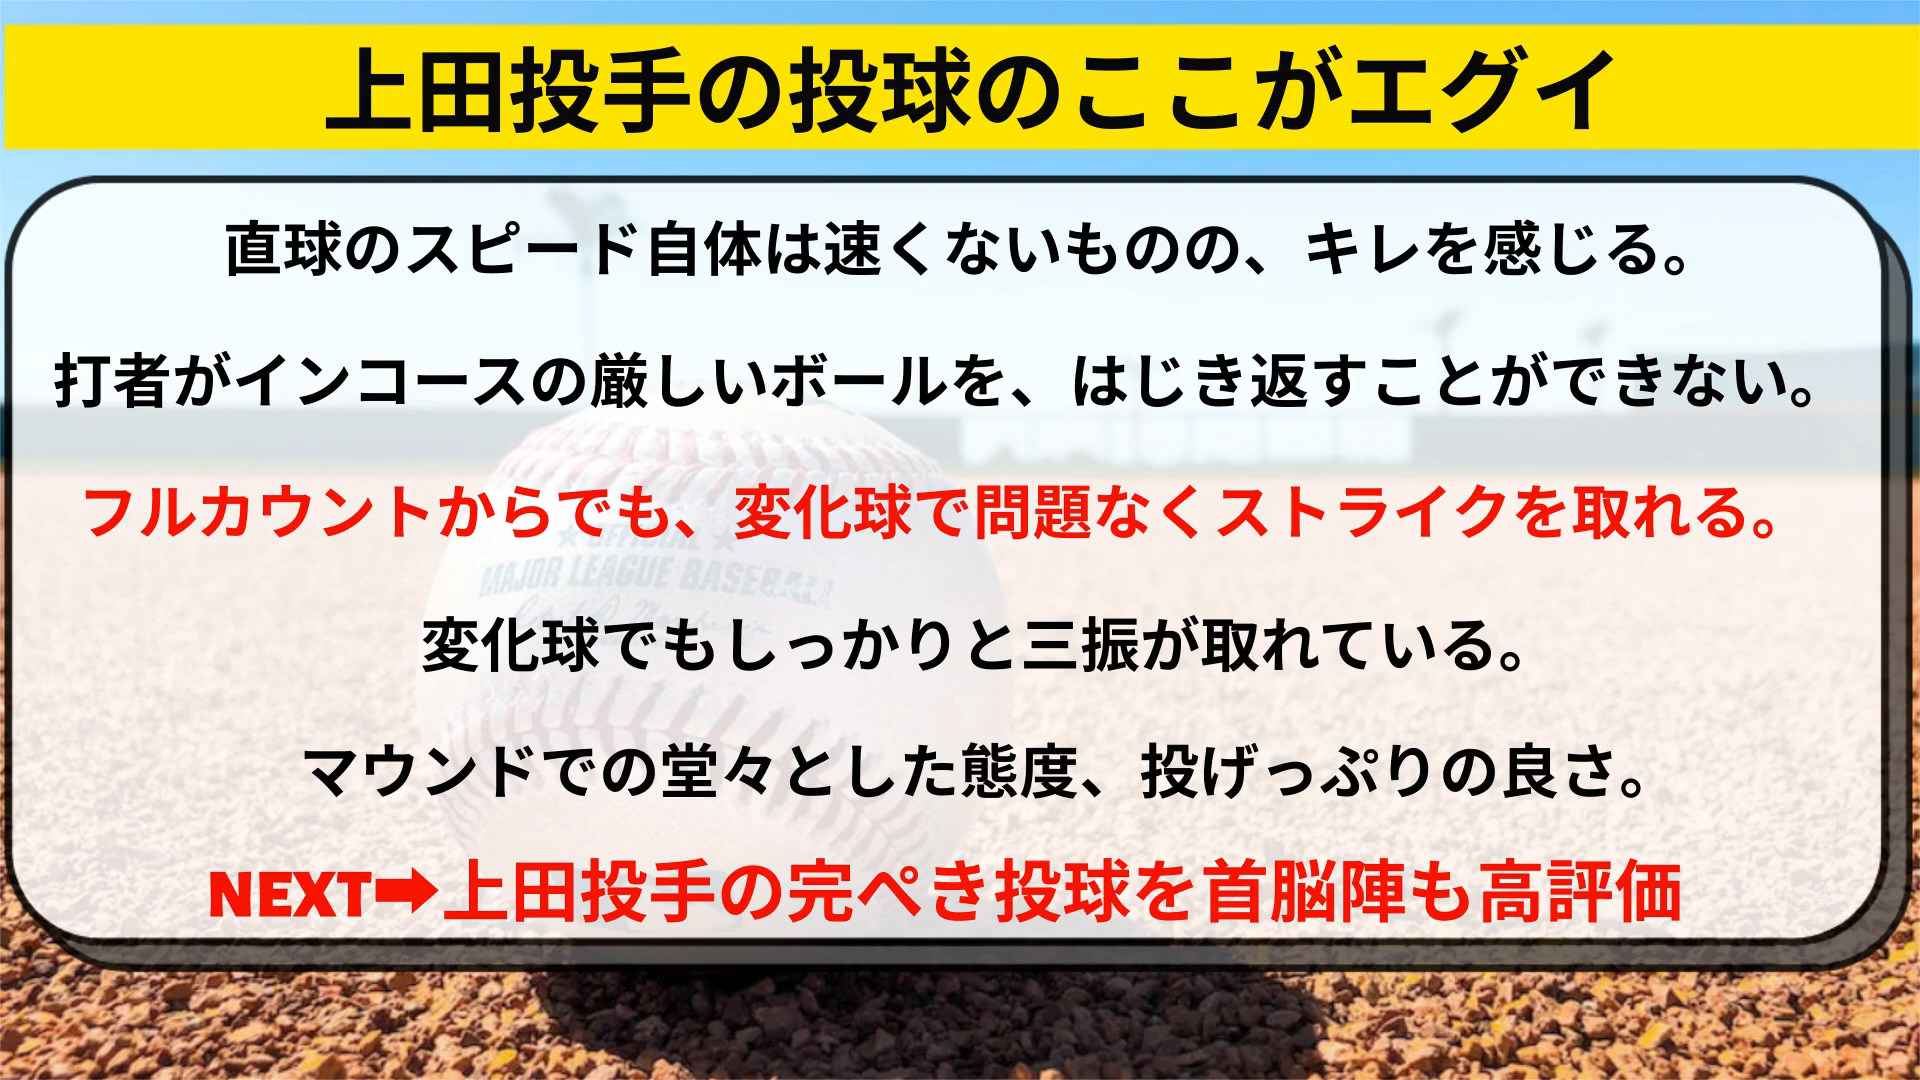 上田投手の投球のここがエグイ
直球のスピード自体は速くないものの、キレを感じる。
打者がインコースの厳しいボールを、はじき返すことができない。
フルカウントからでも、変化球で問題なくストライクを取れる。
★ OFFICIAL ★
MAJOR LEAGUE BASEBALL
変化球でもしっかりと三振が取れている。
マウンドでの堂々とした態度、投げっぷりの良さ。
NEXT➡上田投手の完ぺき投球を首脳陣も高評価